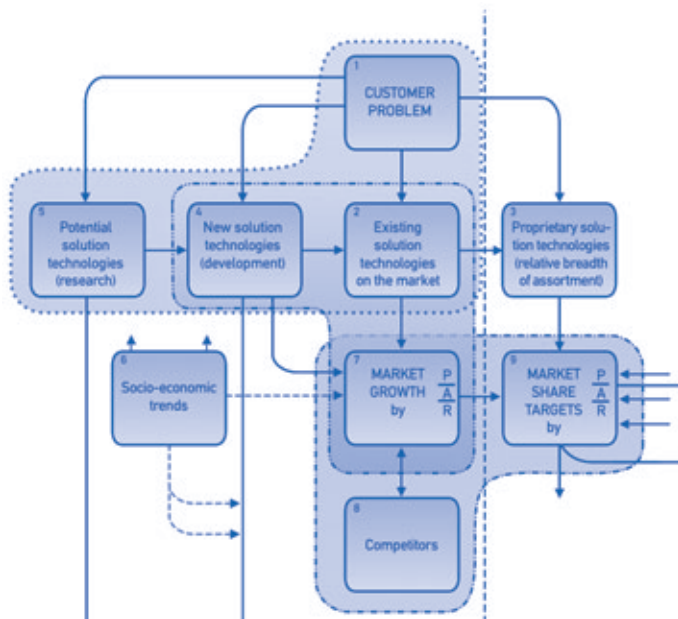 1
CUSTOMER
PROBLEM
5
Potential
solution
technologies
(research)
4
New solution
technologies
(development)
2
Existing
solution
technologies
on the market
3
Proprietary solu-
tion technologies
(relative breadth
of assortment)
6
Socio-economic
trends
7
MARKET
GROWTH
by
P
A
R
9
MARKET
SHARE
TARGETS
by
P
A
R
8
Competitors